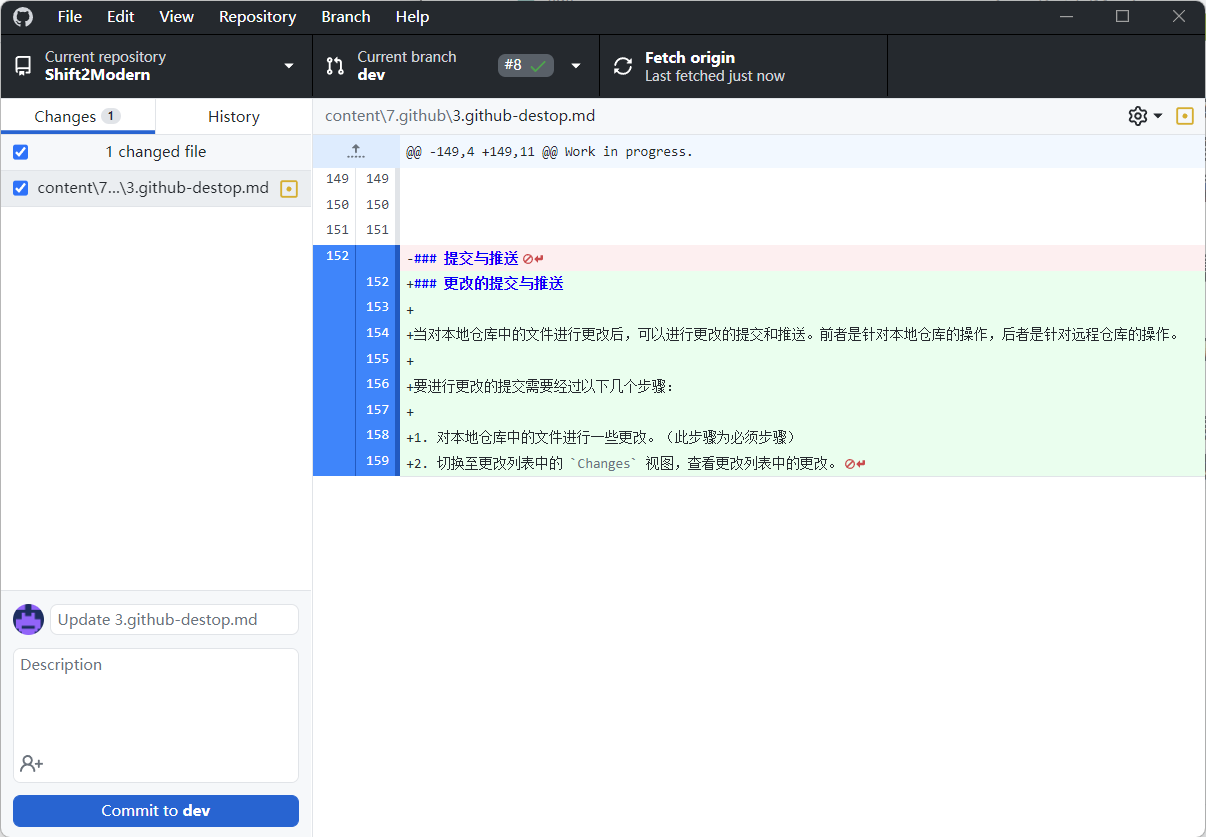 File Edit View Repository Branch Help
Current repository
Shift2Modern
Current branch
dev
#8
Fetch origin
Last fetched just now
Changes 1
History
content\7.github\3.github-destop.md
1 changed file
content\7...\3.github-destop.md
@@ -149,4 +149,11 @@ Work in progress.
149 149
150 150
151 151
152 -### 提交与推送
152 +### 更改的提交与推送
153 +
154 +当对本地仓库中的文件进行更改后，可以进行更改的提交和推送。前者是针对本地仓库的操作，后者是针对远程仓库的操作。
155 +
156 +要进行更改的提交需要经过以下几个步骤：
157 +
158 +1. 对本地仓库中的文件进行一些更改。（此步骤为必须步骤）
159 +2. 切换至更改列表中的 `Changes` 视图，查看更改列表中的更改。
Update 3.github-destop.md
Description
Commit to dev